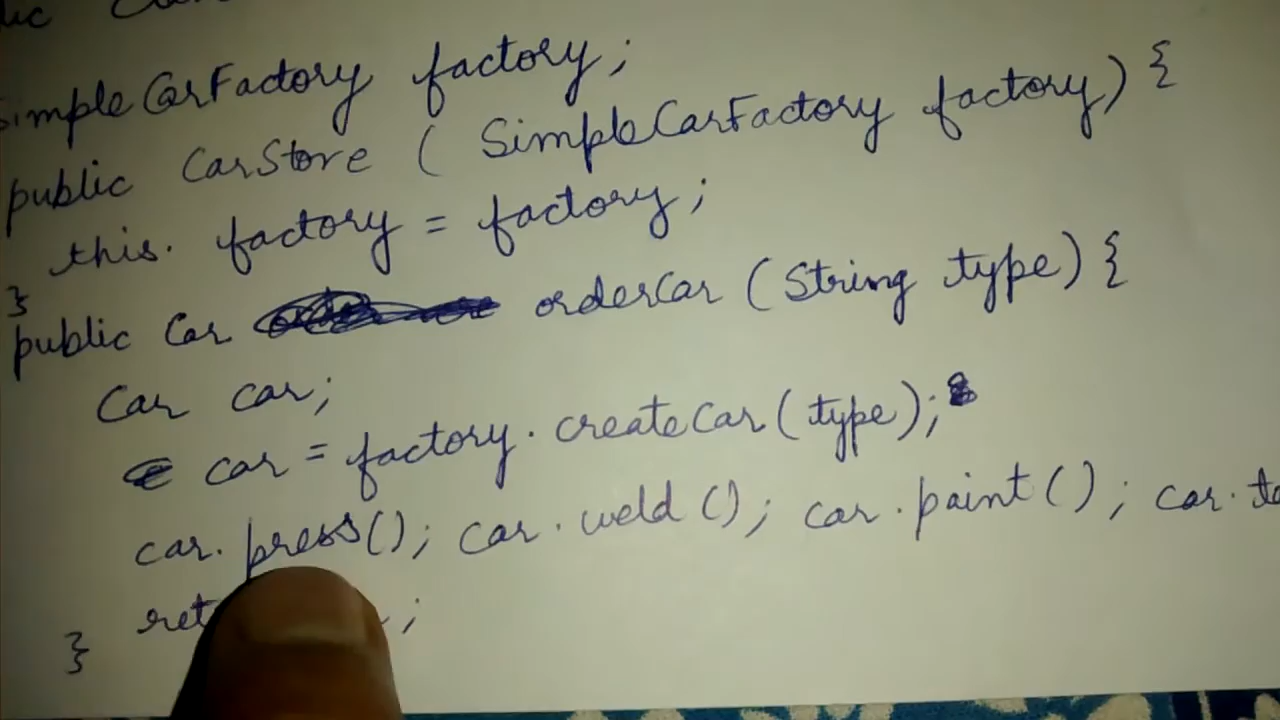 SimpleCarFactory factory;
public CarStore ( SimpleCarFactory factory) {
this. factory = factory;
}
public Car orderCar (String type) {
Car car;
car = factory. createCar (type);
car. press(); car. weld (); car. paint (); car.
;
}